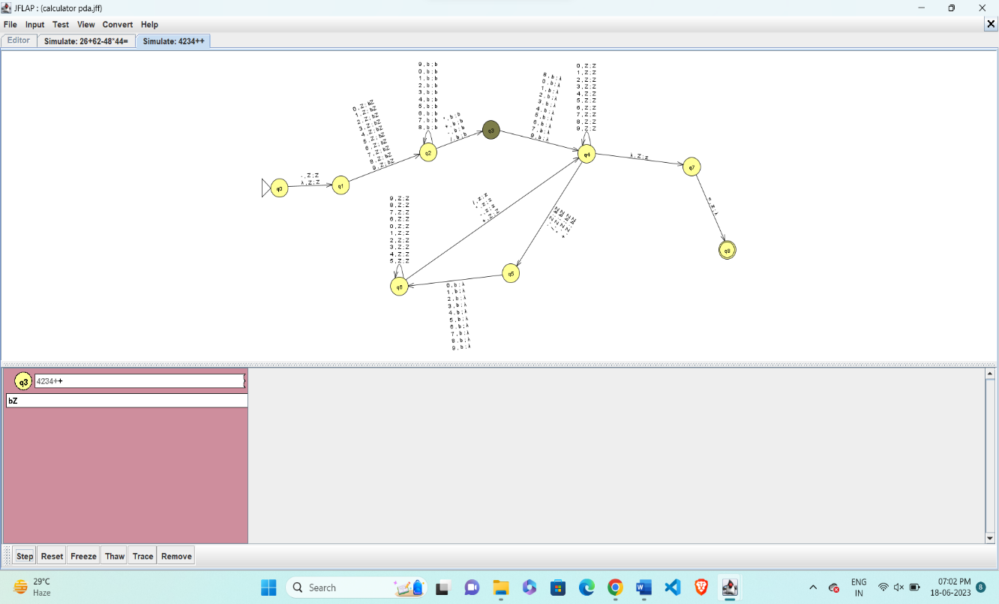 JFLAP : (calculator pda.jff)
File Input Test View Convert Help
Editor Simulate: 26+62-48*44= Simulate: 4234++
9 , b ; b
0 , b ; b
1 , b ; b
2 , b ; b
3 , b ; b
4 , b ; b
5 , b ; b
6 , b ; b
7 , b ; b
8 , b ; b
0 , Z ; bZ
1 , Z ; bZ
2 , Z ; bZ
3 , Z ; bZ
4 , Z ; bZ
5 , Z ; bZ
6 , Z ; bZ
7 , Z ; bZ
8 , Z ; bZ
9 , Z ; bZ
8 , b ; λ
0 , b ; λ
1 , b ; λ
2 , b ; λ
3 , b ; λ
4 , b ; λ
5 , b ; λ
6 , b ; λ
7 , b ; λ
9 , b ; λ
0 , Z ; Z
1 , Z ; Z
2 , Z ; Z
3 , Z ; Z
4 , Z ; Z
5 , Z ; Z
6 , Z ; Z
7 , Z ; Z
8 , Z ; Z
9 , Z ; Z
q3
q2
q4
λ , Z ; z
q7
- , Z ; Z
λ , Z ; Z
q0
q1
9 , Z ; Z
8 , Z ; Z
7 , Z ; Z
6 , Z ; Z
0 , Z ; Z
1 , Z ; Z
2 , Z ; Z
3 , Z ; Z
4 , Z ; Z
5 , Z ; Z
q5
q6
0 , b ; λ
1 , b ; λ
2 , b ; λ
3 , b ; λ
4 , b ; λ
5 , b ; λ
6 , b ; λ
7 , b ; λ
8 , b ; λ
9 , b ; λ
q3 4234++
bZ
Step Reset Freeze Thaw Trace Remove
29°C
Haze
Search
ENG
IN
07:02 PM
18-06-2023
8